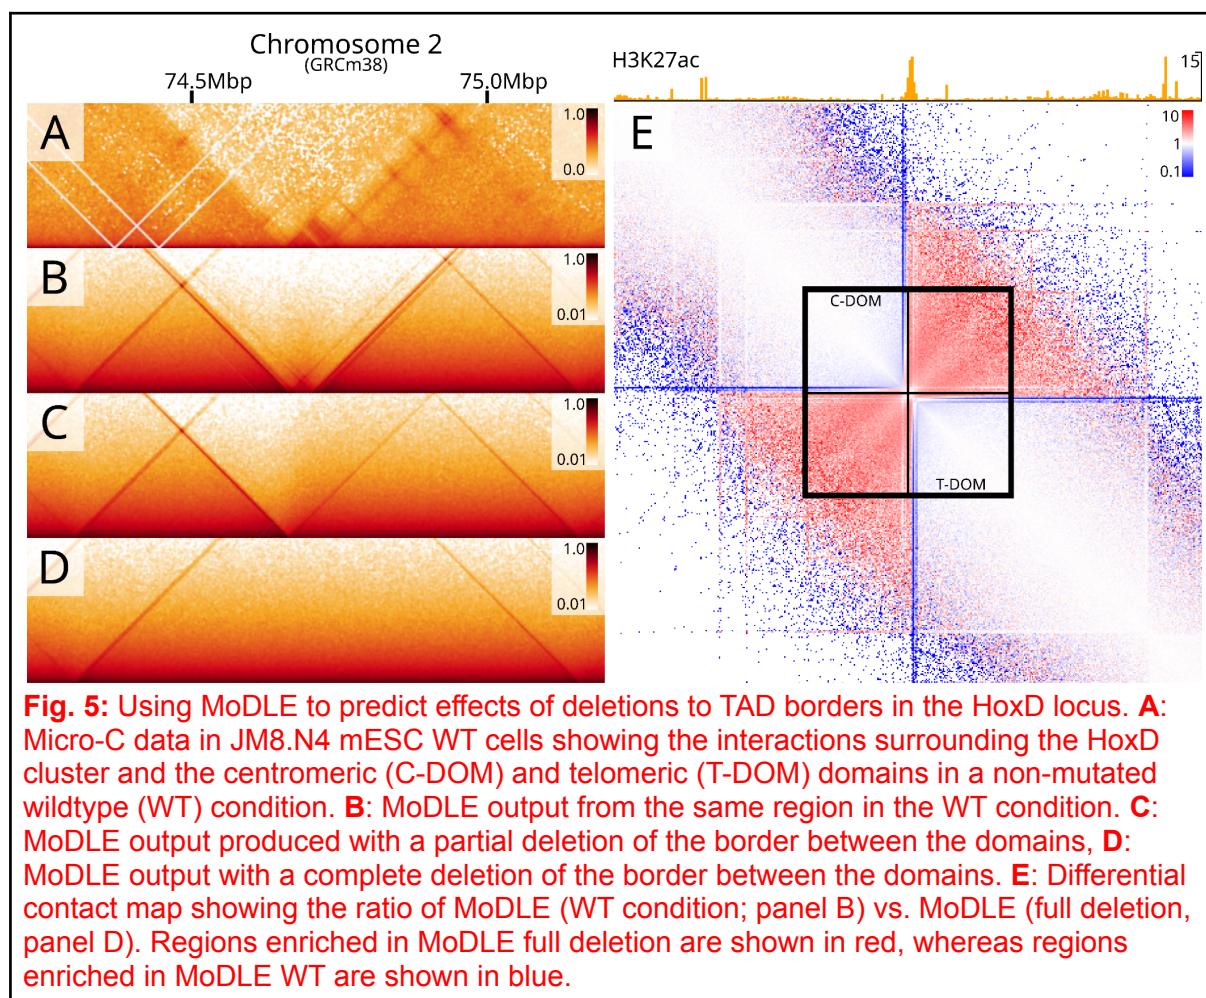 Chromosome 2
(GRCm38)
74.5Mbp
75.0Mbp
A
1.0
0.0
B
1.0
0.01
C
1.0
0.01
D
1.0
0.01
H3K27ac
15
E
10
1
0.1
C-DOM
T-DOM
Fig. 5: Using MoDLE to predict effects of deletions to TAD borders in the HoxD locus. A:
Micro-C data in JM8.N4 mESC WT cells showing the interactions surrounding the HoxD
cluster and the centromeric (C-DOM) and telomeric (T-DOM) domains in a non-mutated
wildtype (WT) condition. B: MoDLE output from the same region in the WT condition. C:
MoDLE output produced with a partial deletion of the border between the domains, D:
MoDLE output with a complete deletion of the border between the domains. E: Differential
contact map showing the ratio of MoDLE (WT condition; panel B) vs. MoDLE (full deletion,
panel D). Regions enriched in MoDLE full deletion are shown in red, whereas regions
enriched in MoDLE WT are shown in blue.